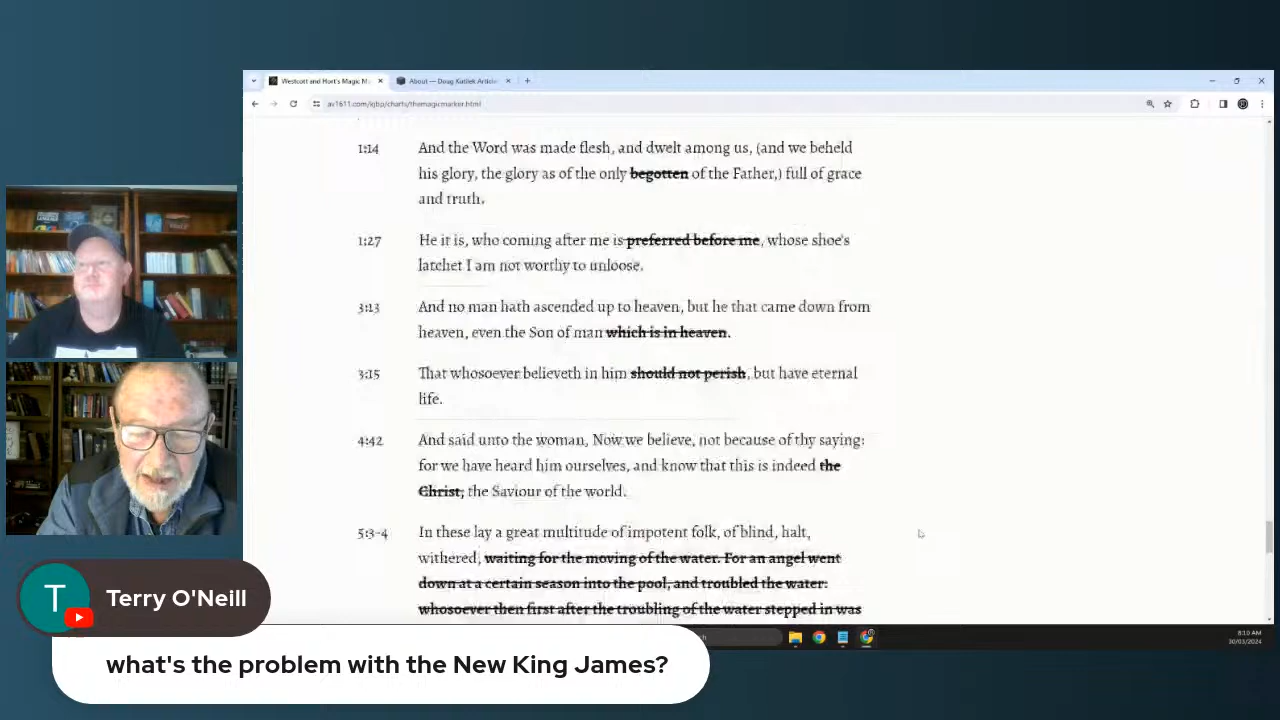 Westcott and Hort's Magic M
About — Doug Kutilek Article
av1611.com/kjbp/charts/themagicmarker.html
1:14 And the Word was made flesh, and dwelt among us, (and we beheld
his glory, the glory as of the only begotten of the Father,) full of grace
and truth.
1:27 He it is, who coming after me is preferred before me, whose shoe's
latchet I am not worthy to unloose.
3:13 And no man hath ascended up to heaven, but he that came down from
heaven, even the Son of man which is in heaven.
3:15 That whosoever believeth in him should not perish, but have eternal
life.
4:42 And said unto the woman, Now we believe, not because of thy saying:
for we have heard him ourselves, and know that this is indeed the
Christ, the Saviour of the world.
5:3-4 In these lay a great multitude of impotent folk, of blind, halt,
withered, waiting for the moving of the water. For an angel went
down at a certain season into the pool, and troubled the water:
whosoever then first after the troubling of the water stepped in was
8:10 AM
30/03/2024
T
Terry O'Neill
what's the problem with the New King James?